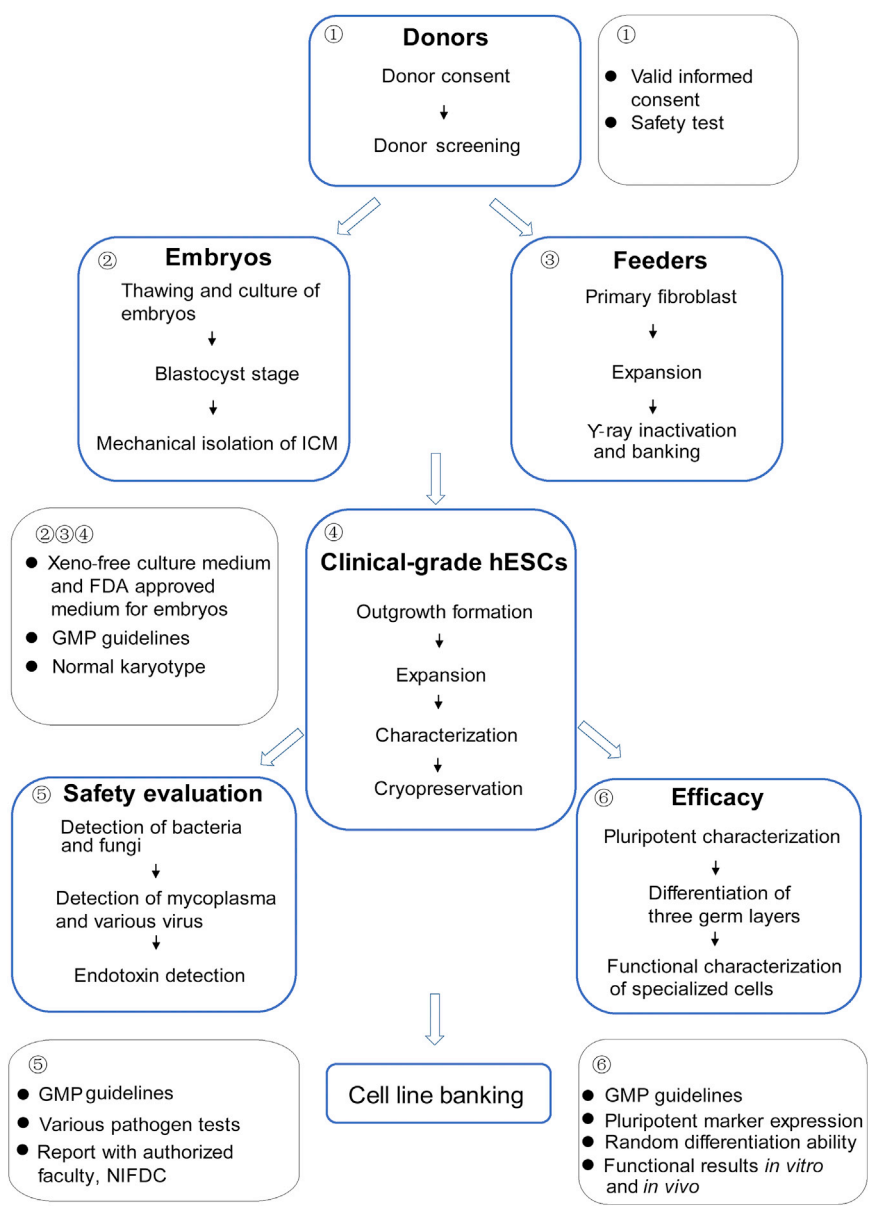 ①
Donors
Donor consent
Donor screening
①
Valid informed
consent
Safety test
②
Embryos
Thawing and culture of
embryos
Blastocyst stage
Mechanical isolation of ICM
③
Feeders
Primary fibroblast
Expansion
Υ-ray inactivation
and banking
②③④
Xeno-free culture medium
and FDA approved
medium for embryos
GMP guidelines
Normal karyotype
④
Clinical-grade hESCs
Outgrowth formation
Expansion
Characterization
Cryopreservation
⑤
Safety evaluation
Detection of bacteria
and fungi
Detection of mycoplasma
and various virus
Endotoxin detection
⑥
Efficacy
Pluripotent characterization
Differentiation of
three germ layers
Functional characterization
of specialized cells
⑤
GMP guidelines
Various pathogen tests
Report with authorized
faculty, NIFDC
Cell line banking
⑥
GMP guidelines
Pluripotent marker expression
Random differentiation ability
Functional results in vitro
and in vivo